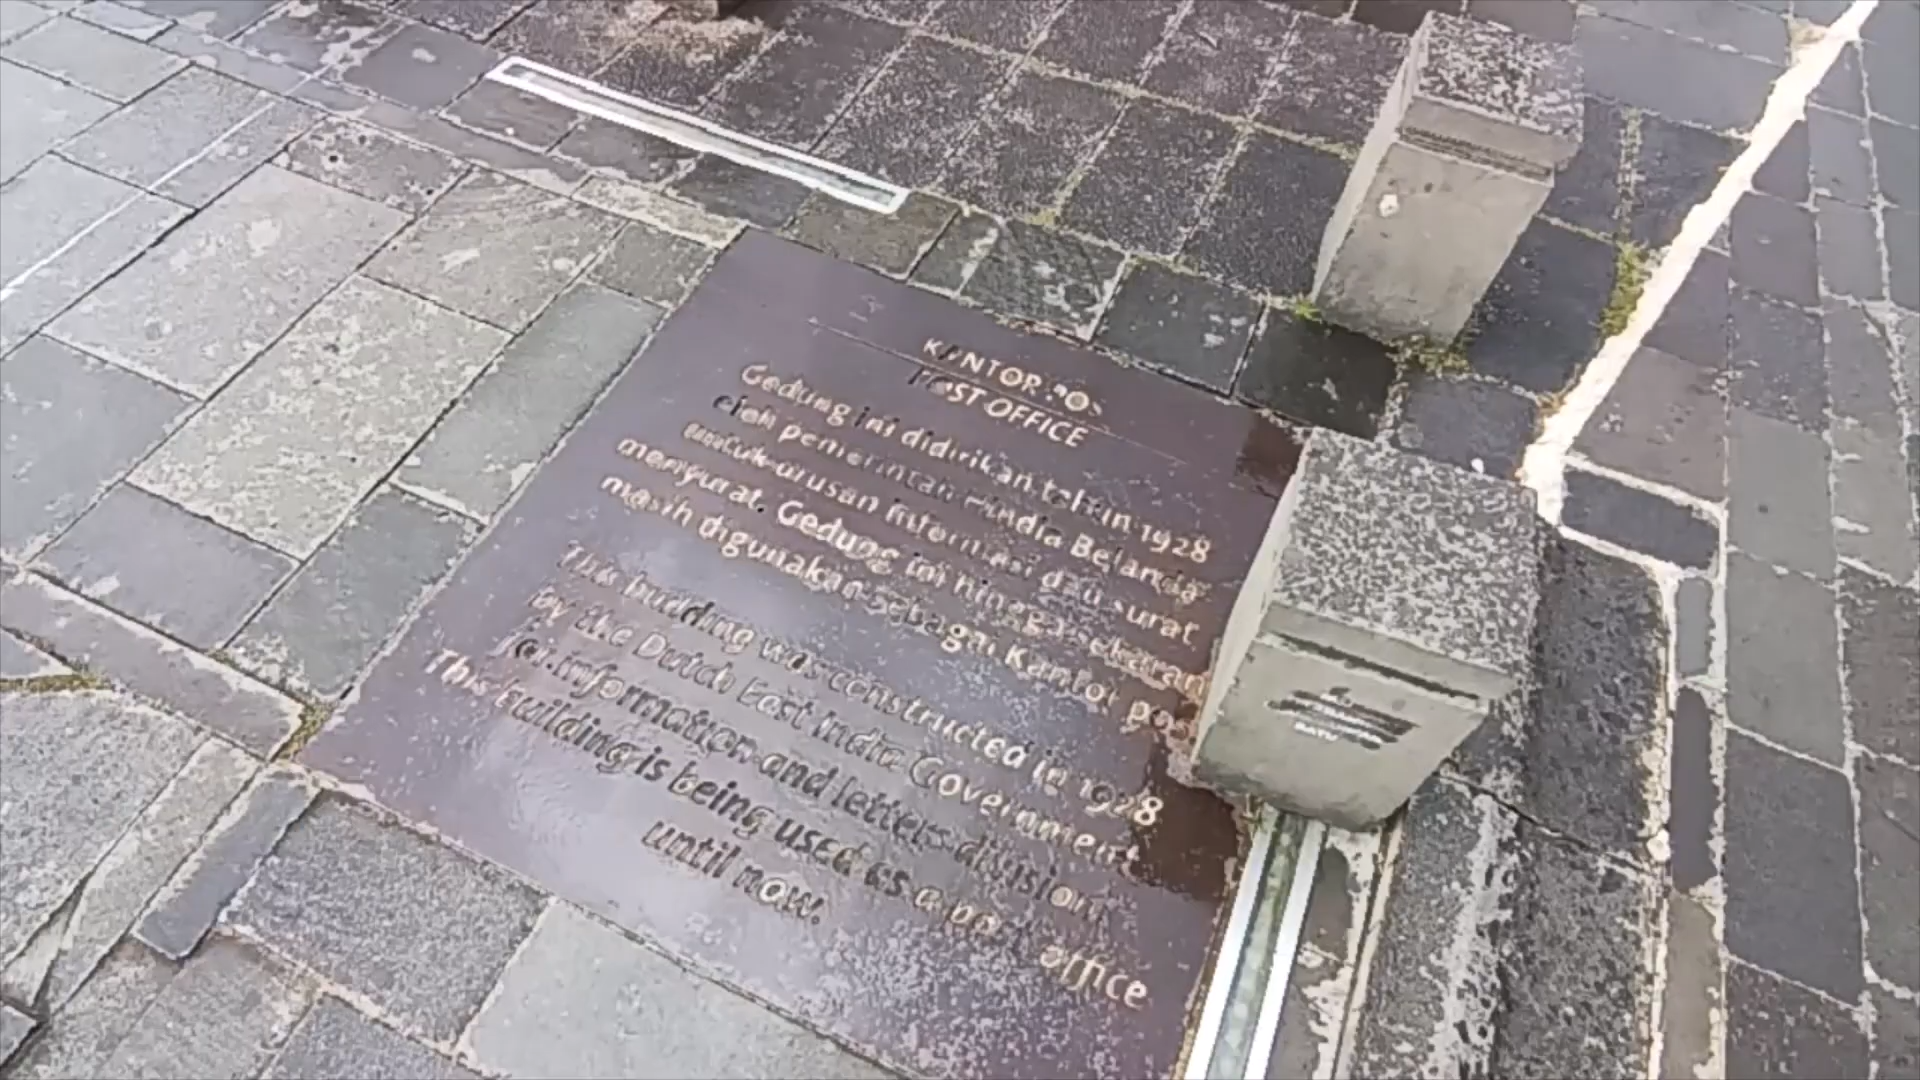 KANTOR POS
POST OFFICE
Gedung ini didirikan tahun 1928
oleh pemerintah Hindia Belanda
untuk urusan informasi dan surat
menyurat. Gedung ini hingga sekarang
masih digunakan sebagai Kantor pos
This building was constructed in 1928
by the Dutch East India Government
for information and letters division.
This building is being used as a post office
until now.